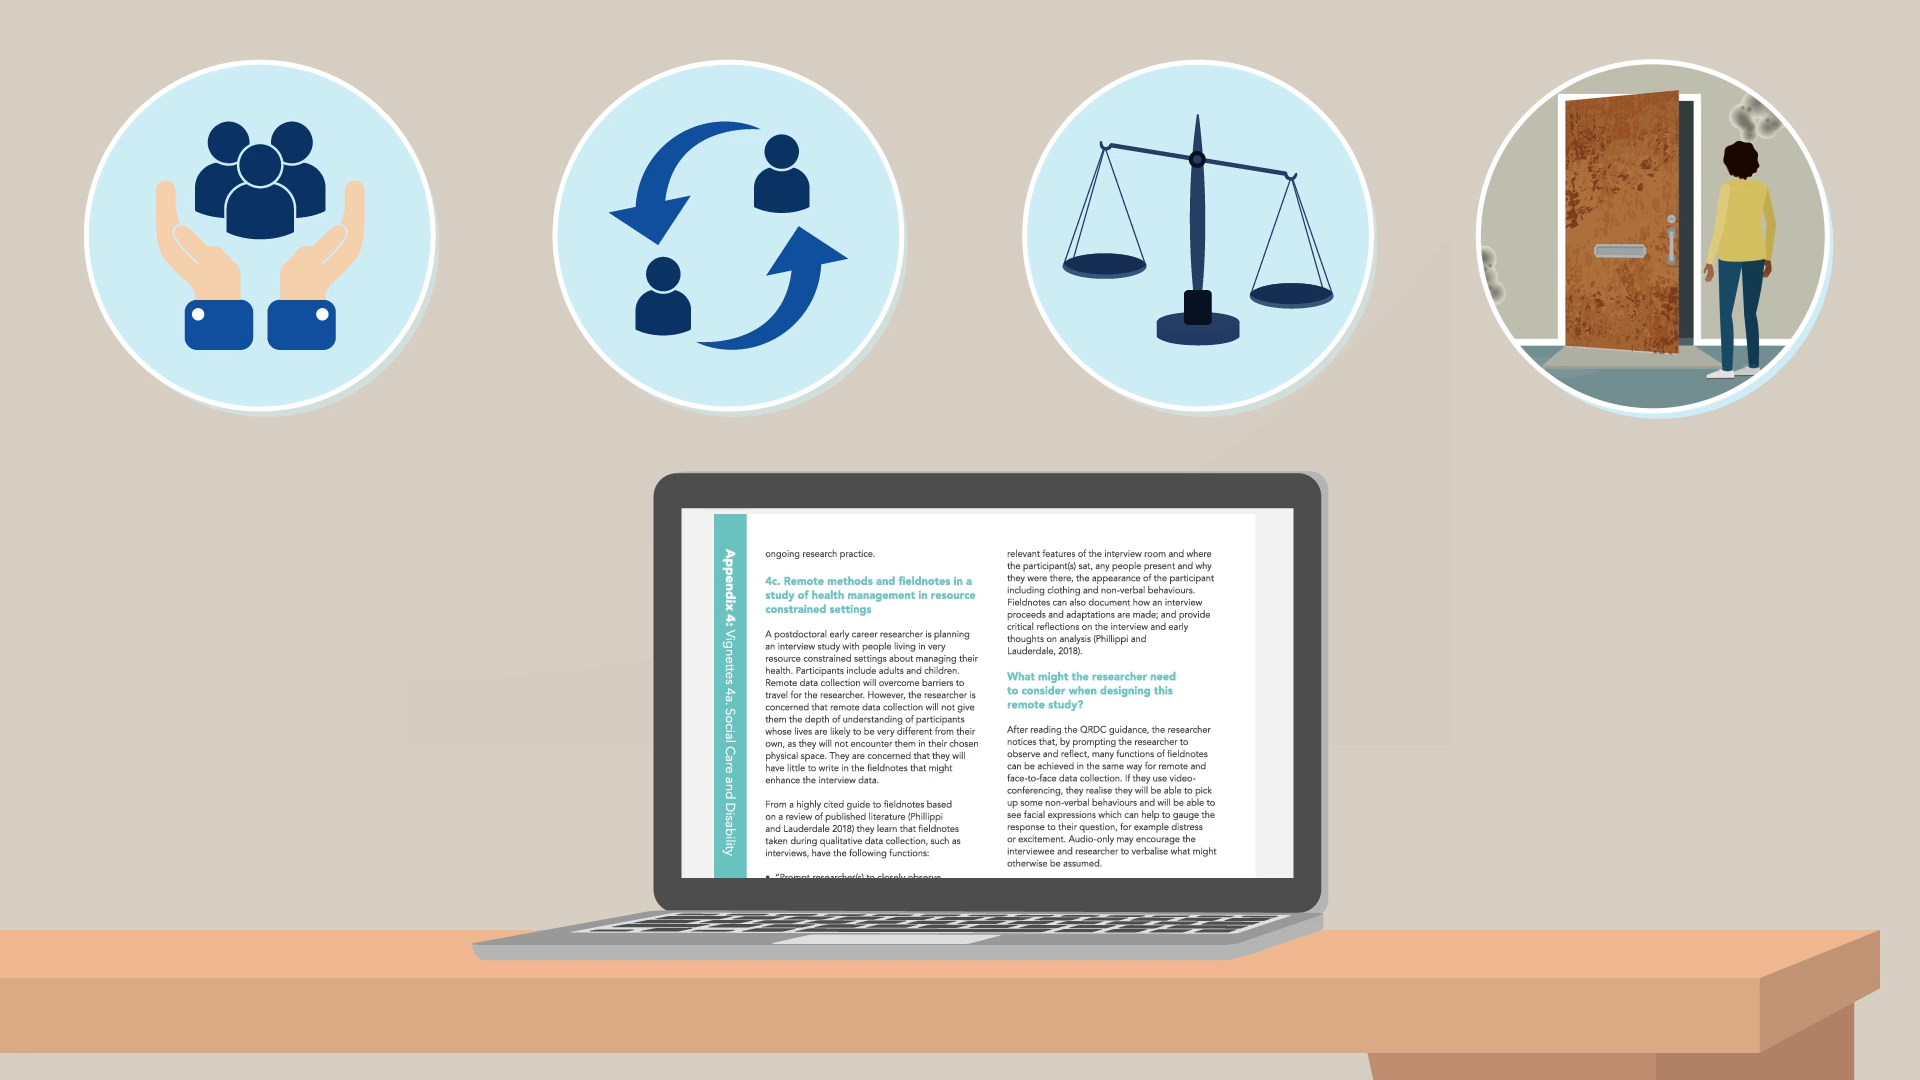 Appendix 4: Vignettes 4a. Social Care and Disability
ongoing research practice.
4c. Remote methods and fieldnotes in a
study of health management in resource
constrained settings
A postdoctoral early career researcher is planning
an interview study with people living in very
resource constrained settings about managing their
health. Participants include adults and children.
Remote data collection will overcome barriers to
travel for the researcher. However, the researcher is
concerned that remote data collection will not give
them the depth of understanding of participants
whose lives are likely to be very different from their
own, as they will not encounter them in their chosen
physical space. They are concerned that they will
have little to write in the fieldnotes that might
enhance the interview data.
From a highly cited guide to fieldnotes based
on a review of published literature (Phillippi
and Lauderdale 2018) they learn that fieldnotes
taken during qualitative data collection, such as
interviews, have the following functions:
• “Prompt researcher(s) to closely observe
relevant features of the interview room and where
the participant(s) sat, any people present and why
they were there, the appearance of the participant
including clothing and non-verbal behaviours.
Fieldnotes can also document how an interview
proceeds and adaptations are made; and provide
critical reflections on the interview and early
thoughts on analysis (Phillippi and
Lauderdale, 2018).
What might the researcher need
to consider when designing this
remote study?
After reading the QRDC guidance, the researcher
notices that, by prompting the researcher to
observe and reflect, many functions of fieldnotes
can be achieved in the same way for remote and
face-to-face data collection. If they use video-
conferencing, they realise they will be able to pick
up some non-verbal behaviours and will be able to
see facial expressions which can help to gauge the
response to their question, for example distress
or excitement. Audio-only may encourage the
interviewee and researcher to verbalise what might
otherwise be assumed.